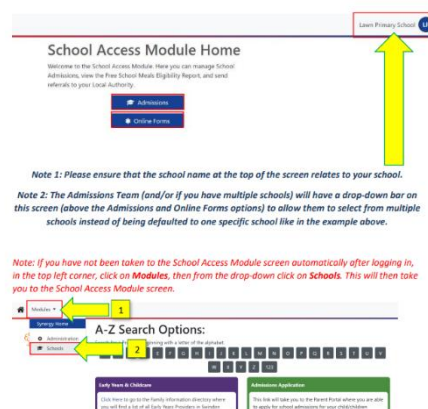 Lawn Primary School
School Access Module Home
Welcome to the School Access Module. Here you can manage School
Admissions, view the Free School Meals Eligibility Report, and send
referrals to your Local Authority.
Admissions
Online Forms
Note 1: Please ensure that the school name at the top of the screen relates to your school.
Note 2: The Admissions Team (and/or if you have multiple schools) will have a drop-down bar on
this screen (above the Admissions and Online Forms options) to allow them to select from multiple
schools instead of being defaulted to one specific school like in the example above.
Note: If you have not been taken to the School Access Module screen automatically after logging in,
in the top left corner, click on Modules, then from the drop-down click on Schools. This will then take
you to the School Access Module screen.
Modules
1
Synergy Home
Administration
Schools
2
A-Z Search Options:
beginning with a letter of the alphabet
E F G H I J K L M N O P Q R S T U V
W X Y Z 123
Early Years & Childcare
Click Here to go to the Family Information directory where
you will find a list of all Early Years Providers in Swindon
Admissions Application
This link will take you to the Parent Portal where you are able
to apply for school admissions for your child/children